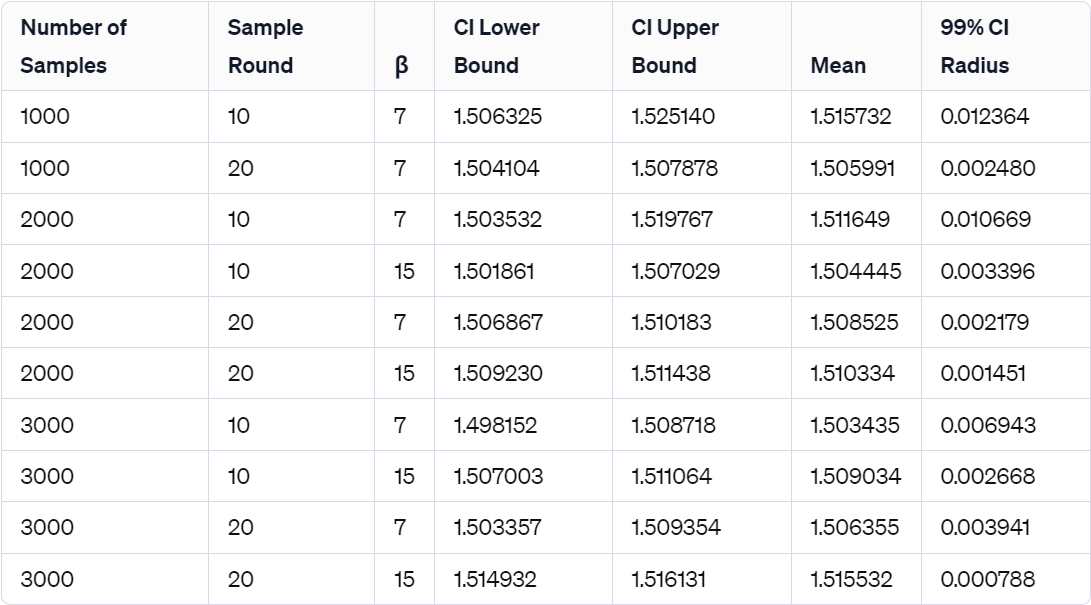 Number of Samples | Sample Round | β | CI Lower Bound | CI Upper Bound | Mean | 99% CI Radius
1000 | 10 | 7 | 1.506325 | 1.525140 | 1.515732 | 0.012364
1000 | 20 | 7 | 1.504104 | 1.507878 | 1.505991 | 0.002480
2000 | 10 | 7 | 1.503532 | 1.519767 | 1.511649 | 0.010669
2000 | 10 | 15 | 1.501861 | 1.507029 | 1.504445 | 0.003396
2000 | 20 | 7 | 1.506867 | 1.510183 | 1.508525 | 0.002179
2000 | 20 | 15 | 1.509230 | 1.511438 | 1.510334 | 0.001451
3000 | 10 | 7 | 1.498152 | 1.508718 | 1.503435 | 0.006943
3000 | 10 | 15 | 1.507003 | 1.511064 | 1.509034 | 0.002668
3000 | 20 | 7 | 1.503357 | 1.509354 | 1.506355 | 0.003941
3000 | 20 | 15 | 1.514932 | 1.516131 | 1.515532 | 0.000788